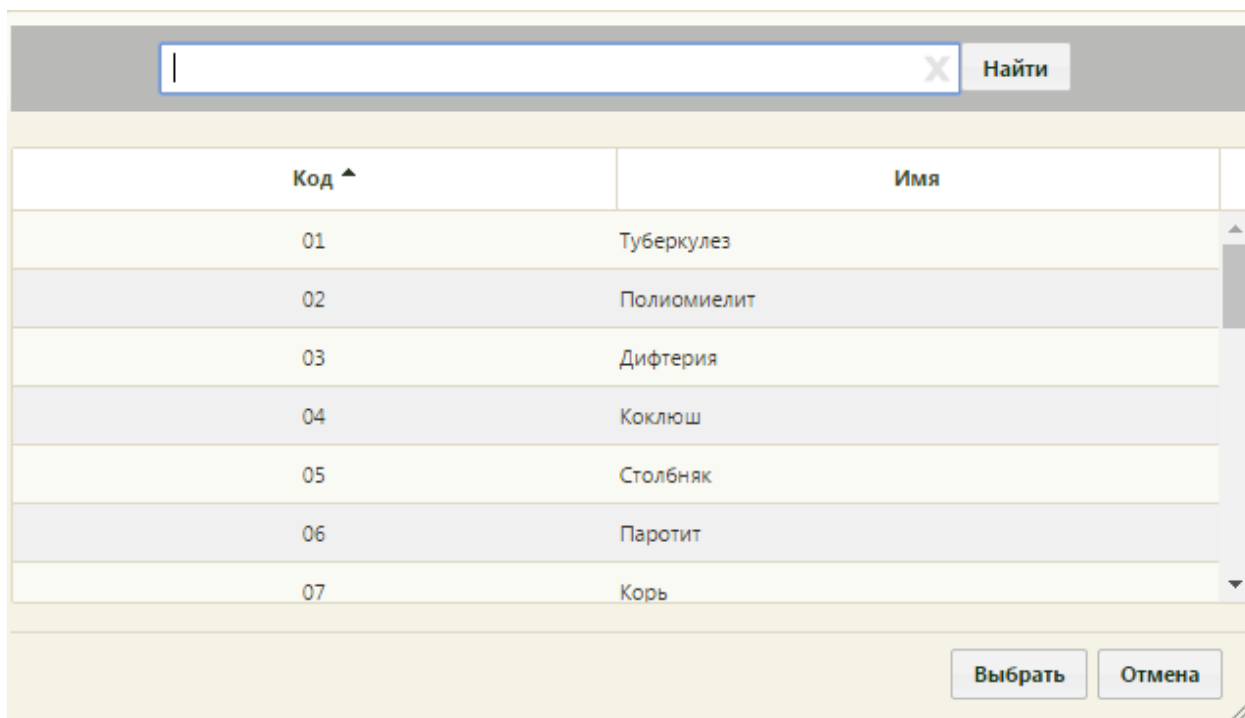 Найти
Код Имя
01 Туберкулез
02 Полиомиелит
03 Дифтерия
04 Коклюш
05 Столбняк
06 Паротит
07 Корь
Выбрать Отмена